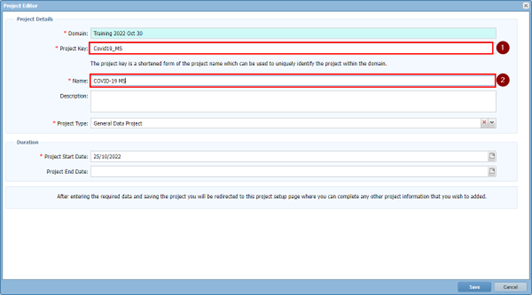 Project Editor
Project Details
* Domain: Training 2022 Oct 30
* Project Key: Covid19_MS
1
The project key is a shortened form of the project name which can be used to uniquely identify the project within the domain.
* Name: COVID-19 MS
2
Description:
* Project Type: General Data Project
Duration
* Project Start Date: 25/10/2022
Project End Date:
After entering the required data and saving the project you will be redirected to this project setup page where you can complete any other project information that you wish to added.
Save Cancel